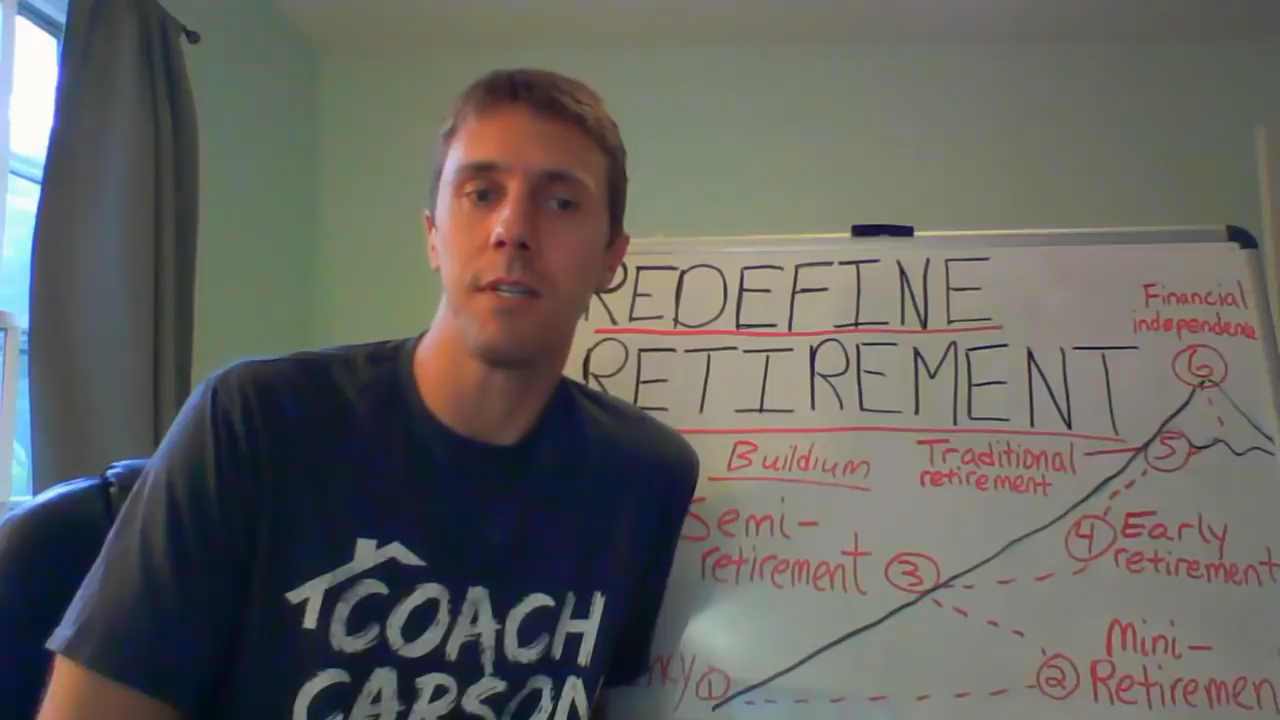 REDEFINE
RETIREMENT
Financial
independence
6
Buildium
Traditional
retirement
5
Semi-
retirement
3
4
Early
retirement
Mini-
Retiremen
2
1
COACH
CARSON